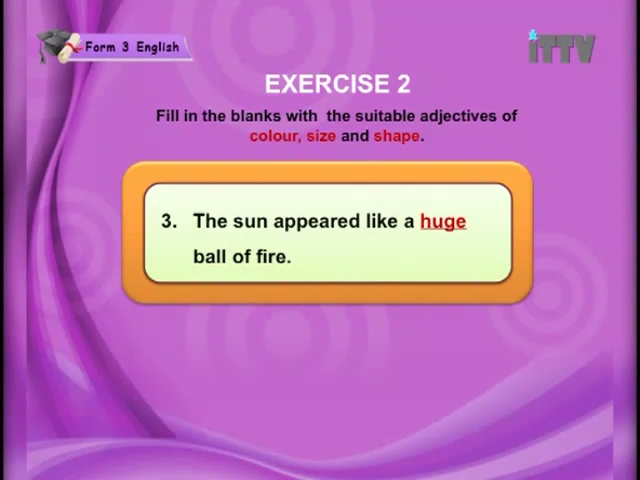 Form 3 English
iTTV
EXERCISE 2
Fill in the blanks with the suitable adjectives of
colour, size and shape.
3. The sun appeared like a huge
ball of fire.